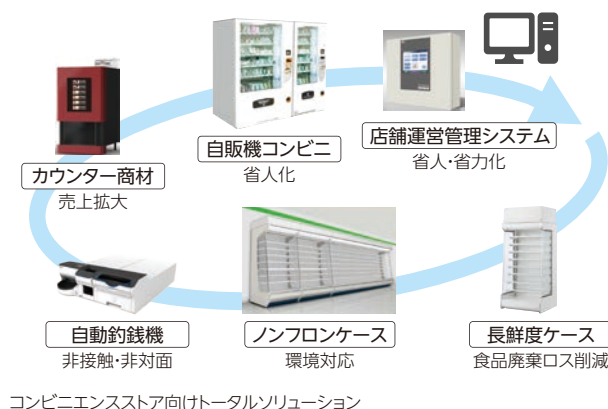 自販機コンビニ
省人化
店舗運営管理システム
省人・省力化
カウンター商材
売上拡大
自動釣銭機
非接触・非対面
ノンフロンケース
環境対応
長鮮度ケース
食品廃棄ロス削減
コンビニエンスストア向けトータルソリューション